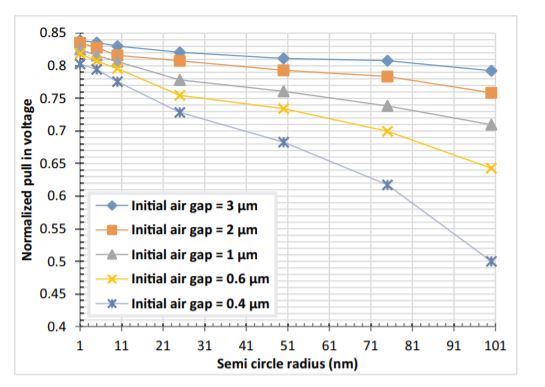 0.85
0.8
0.75
0.7
0.65
0.6
0.55
0.5
0.45
0.4
Normalized pull in voltage
Initial air gap = 3 μm
Initial air gap = 2 μm
Initial air gap = 1 μm
Initial air gap = 0.6 μm
Initial air gap = 0.4 μm
1 11 21 31 41 51 61 71 81 91 101
Semi circle radius (nm)